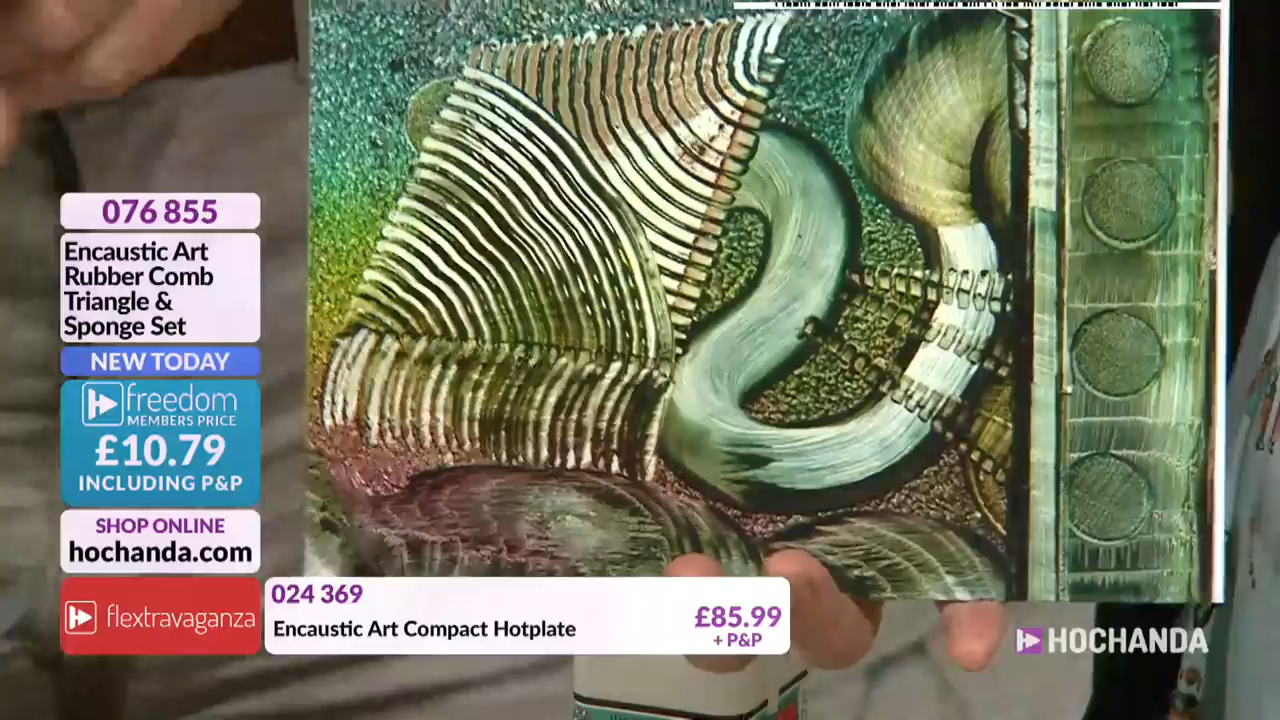 076 855
Encaustic Art
Rubber Comb
Triangle &
Sponge Set
NEW TODAY
freedom
MEMBERS PRICE
£10.79
INCLUDING P&P
SHOP ONLINE
hochanda.com
flextravaganza
024 369
Encaustic Art Compact Hotplate
£85.99
+ P&P
HOCHANDA